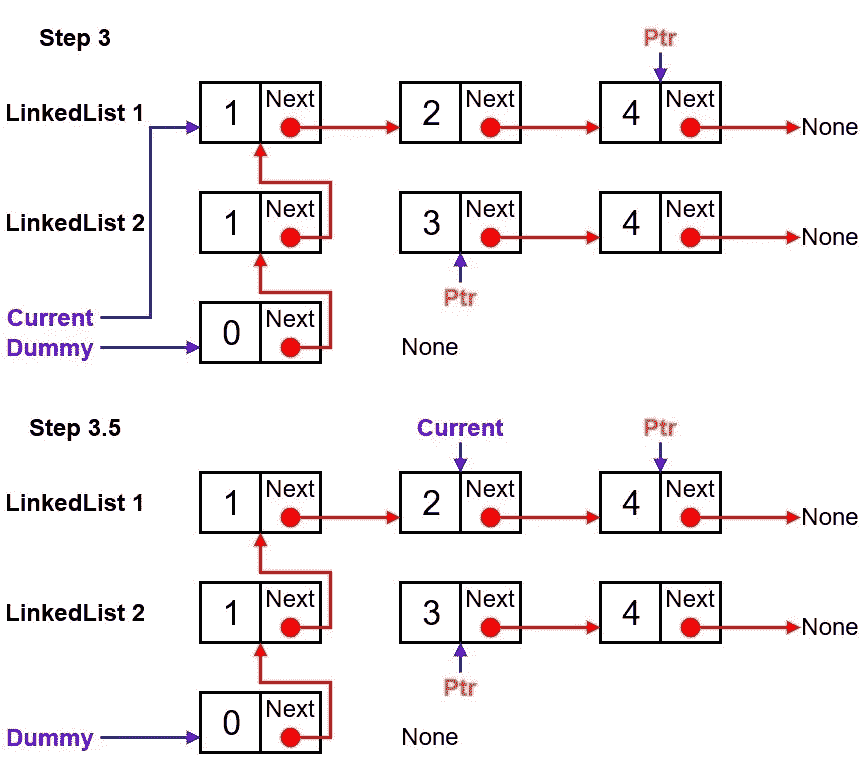 Step 3
Ptr
LinkedList 1
1 Next 2 Next 4 Next None
LinkedList 2
1 Next 3 Next 4 Next None
Ptr
Current
Dummy
0 Next None
Step 3.5
Current Ptr
LinkedList 1
1 Next 2 Next 4 Next None
LinkedList 2
1 Next 3 Next 4 Next None
Ptr
Dummy
0 Next None